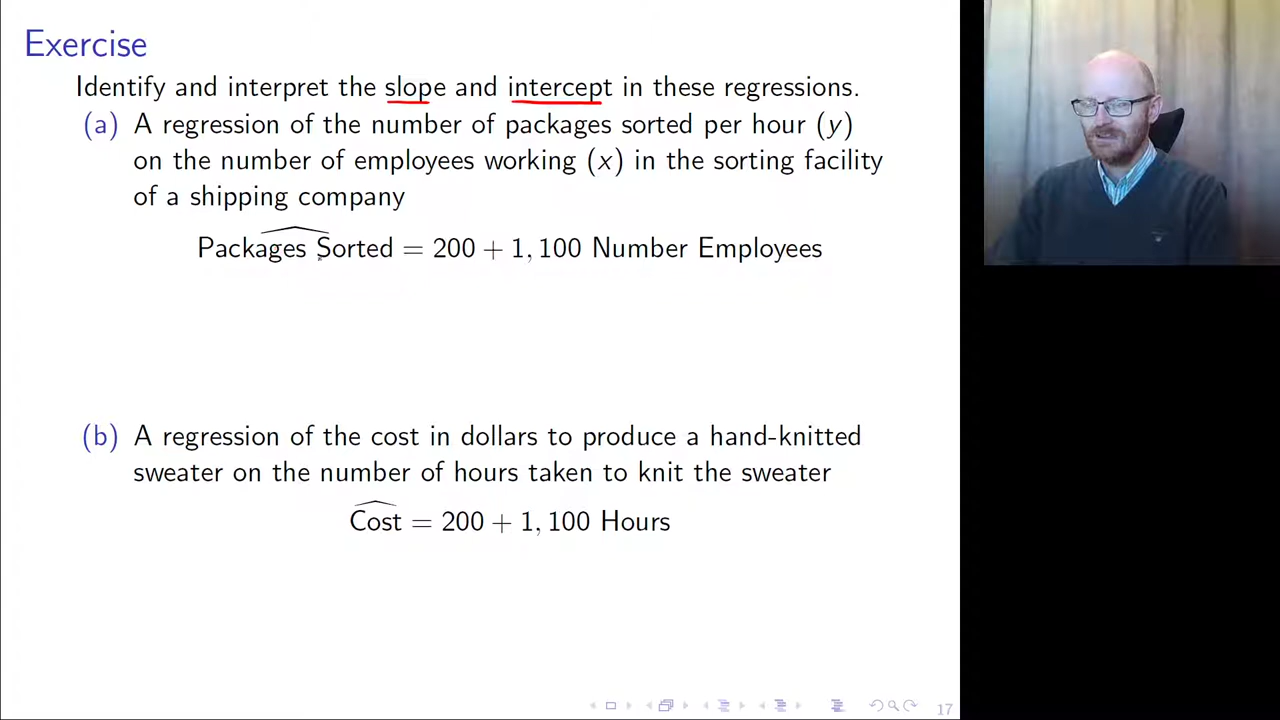 Exercise
Identify and interpret the slope and intercept in these regressions.
(a) A regression of the number of packages sorted per hour (y)
on the number of employees working (x) in the sorting facility
of a shipping company
Packages Sorted = 200 + 1, 100 Number Employees
(b) A regression of the cost in dollars to produce a hand-knitted
sweater on the number of hours taken to knit the sweater
Cost = 200 + 1, 100 Hours
17